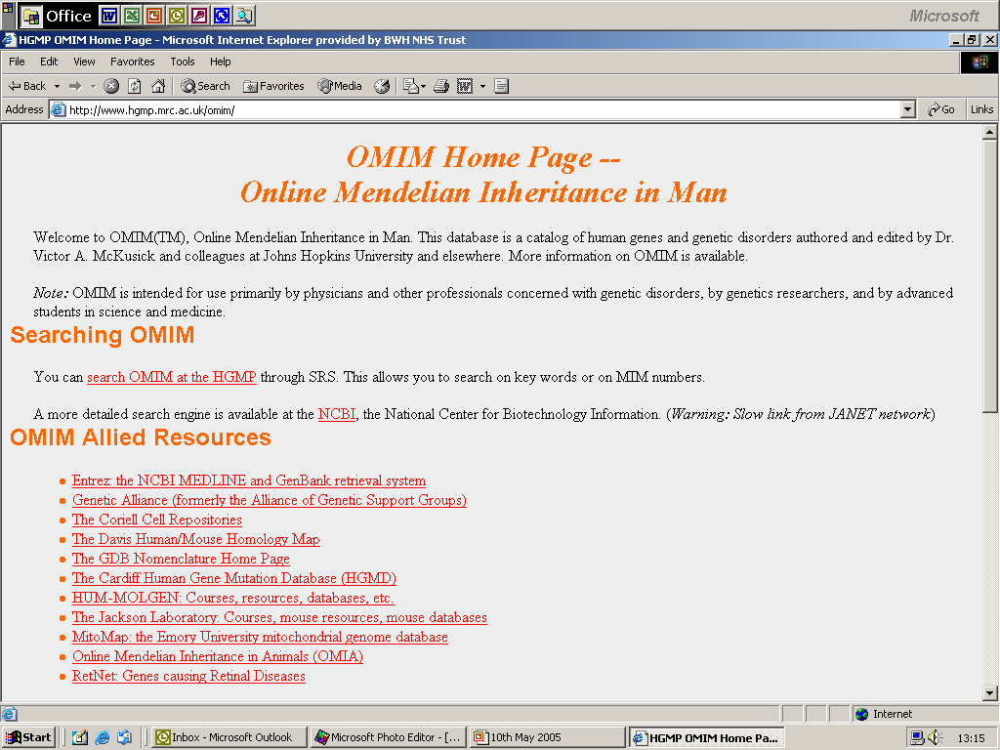 Office
Microsoft
HGMP OMIM Home Page - Microsoft Internet Explorer provided by BWH NHS Trust
File Edit View Favorites Tools Help
Back Search Favorites Media
Address http://www.hgmp.mrc.ac.uk/omim/ Go Links
OMIM Home Page --
Online Mendelian Inheritance in Man
Welcome to OMIM(TM), Online Mendelian Inheritance in Man. This database is a catalog of human genes and genetic disorders authored and edited by Dr.
Victor A. McKusick and colleagues at Johns Hopkins University and elsewhere. More information on OMIM is available.
Note: OMIM is intended for use primarily by physicians and other professionals concerned with genetic disorders, by genetics researchers, and by advanced
students in science and medicine.
Searching OMIM
You can search OMIM at the HGMP through SRS. This allows you to search on key words or on MIM numbers.
A more detailed search engine is available at the NCBI, the National Center for Biotechnology Information. (Warning: Slow link from JANET network)
OMIM Allied Resources
Entrez: the NCBI MEDLINE and GenBank retrieval system
Genetic Alliance (formerly the Alliance of Genetic Support Groups)
The Coriell Cell Repositories
The Davis Human/Mouse Homology Map
The GDB Nomenclature Home Page
The Cardiff Human Gene Mutation Database (HGMD)
HUM-MOLGEN: Courses, resources, databases, etc.
The Jackson Laboratory: Courses, mouse resources, mouse databases
MitoMap: the Emory University mitochondrial genome database
Online Mendelian Inheritance in Animals (OMIA)
RetNet: Genes causing Retinal Diseases
Internet
Start Inbox - Microsoft Outlook Microsoft Photo Editor - [... 10th May 2005 HGMP OMIM Home Pa... 13:15